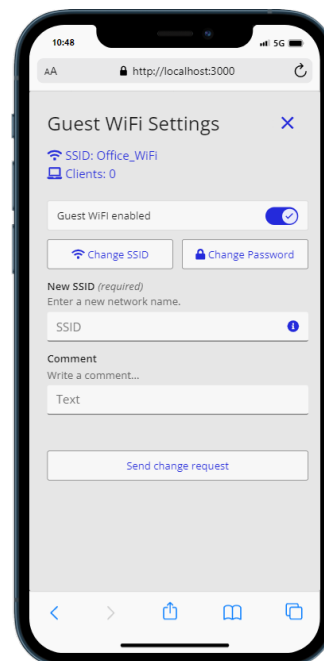 10:48
5G
AA
http://localhost:3000
Guest WiFi Settings
SSID: Office_WiFi
Clients: 0
Guest WiFI enabled
Change SSID
Change Password
New SSID (required)
Enter a new network name.
SSID
Comment
Write a comment...
Text
Send change request